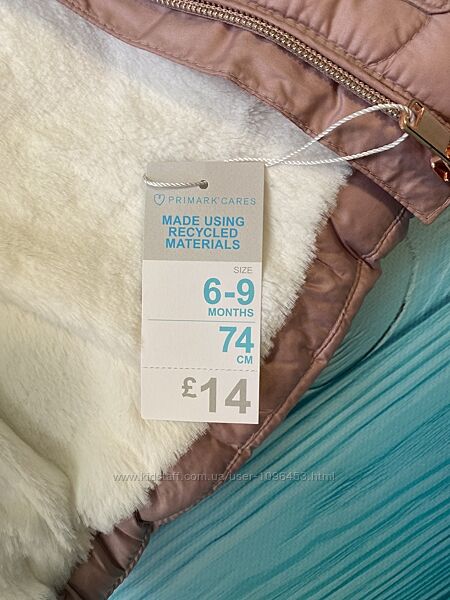 PRIMARK CARES
MADE USING
RECYCLED
MATERIALS
SIZE
6-9
MONTHS
74
CM
£14
www.kidstaff.com.ua/user-1096453.html